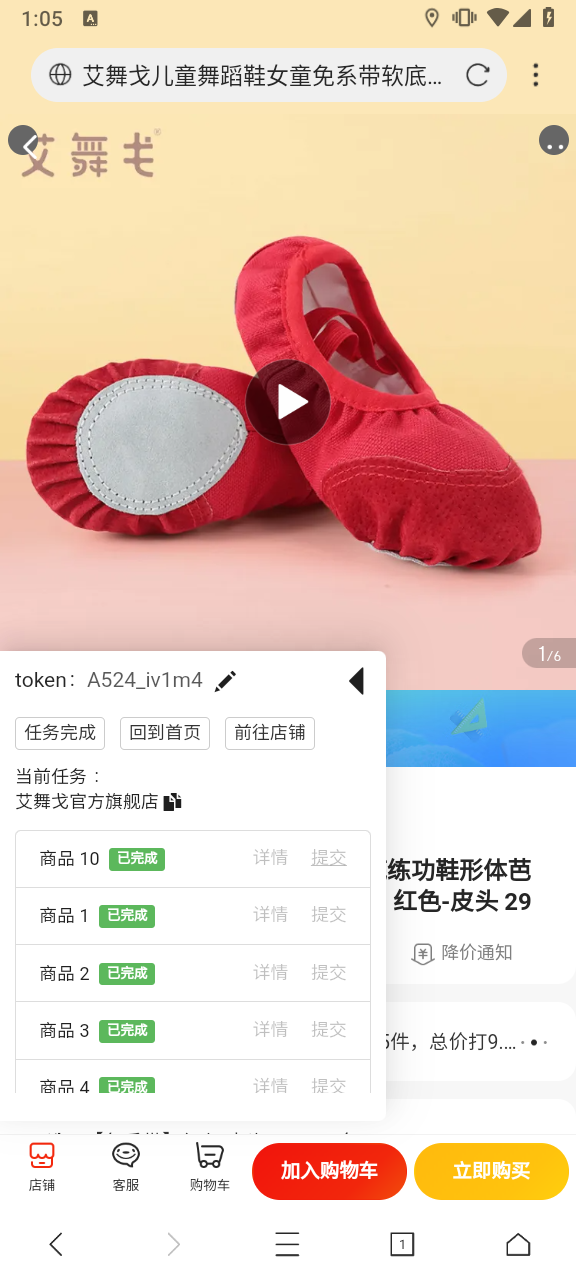 1:05
A
艾舞戈儿童舞蹈鞋女童免系带软底...
艾舞戈®
1/6
token： A524_iv1m4
任务完成 回到首页 前往店铺
当前任务：
艾舞戈官方旗舰店
商品 10 已完成 详情 提交
商品 1 已完成 详情 提交
商品 2 已完成 详情 提交
商品 3 已完成 详情 提交
商品 4 已完成 详情 提交
练功鞋形体芭
红色-皮头 29
降价通知
5件，总价打9....
店铺 客服 购物车 加入购物车 立即购买
1